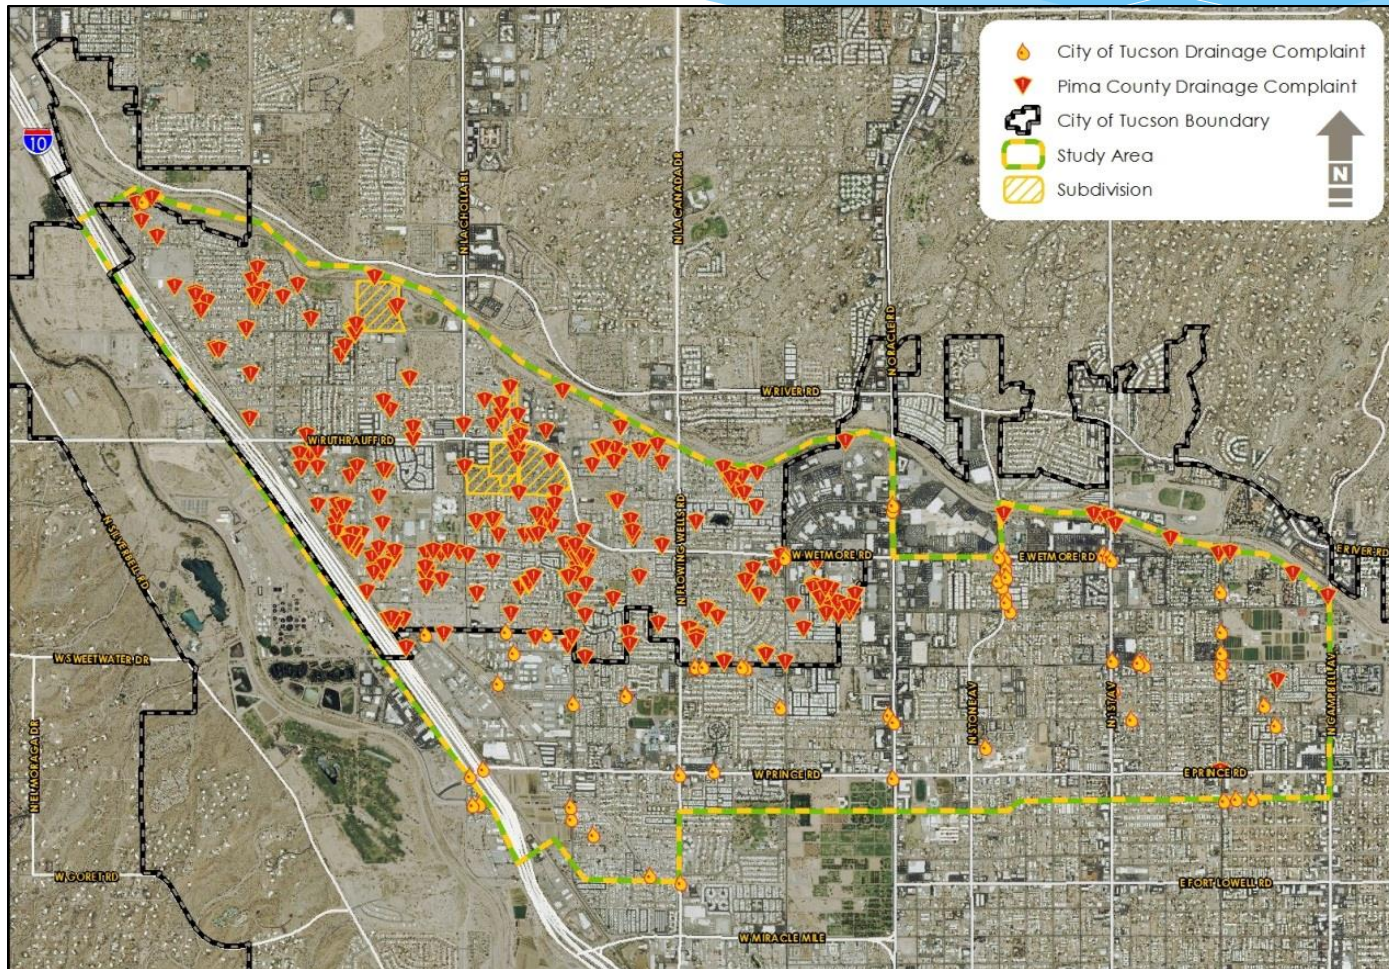 City of Tucson Drainage Complaint
Pima County Drainage Complaint
City of Tucson Boundary
Study Area
Subdivision
N
10
N LA CHOLLA BL
N LA CANADA DR
N ORACLE RD
W RIVER RD
W RUTHRAUFF RD
N SILVERBELL RD
N FLOWING WELLS RD
W WETMORE RD
E WETMORE RD
E RIVER RD
W SWEETWATER DR
N EL MORAGA DR
N STONE AV
N 1ST AV
N CAMPBELL AV
W PRINCE RD
E PRINCE RD
W GORET RD
E FORT LOWELL RD
W MIRACLE MILE